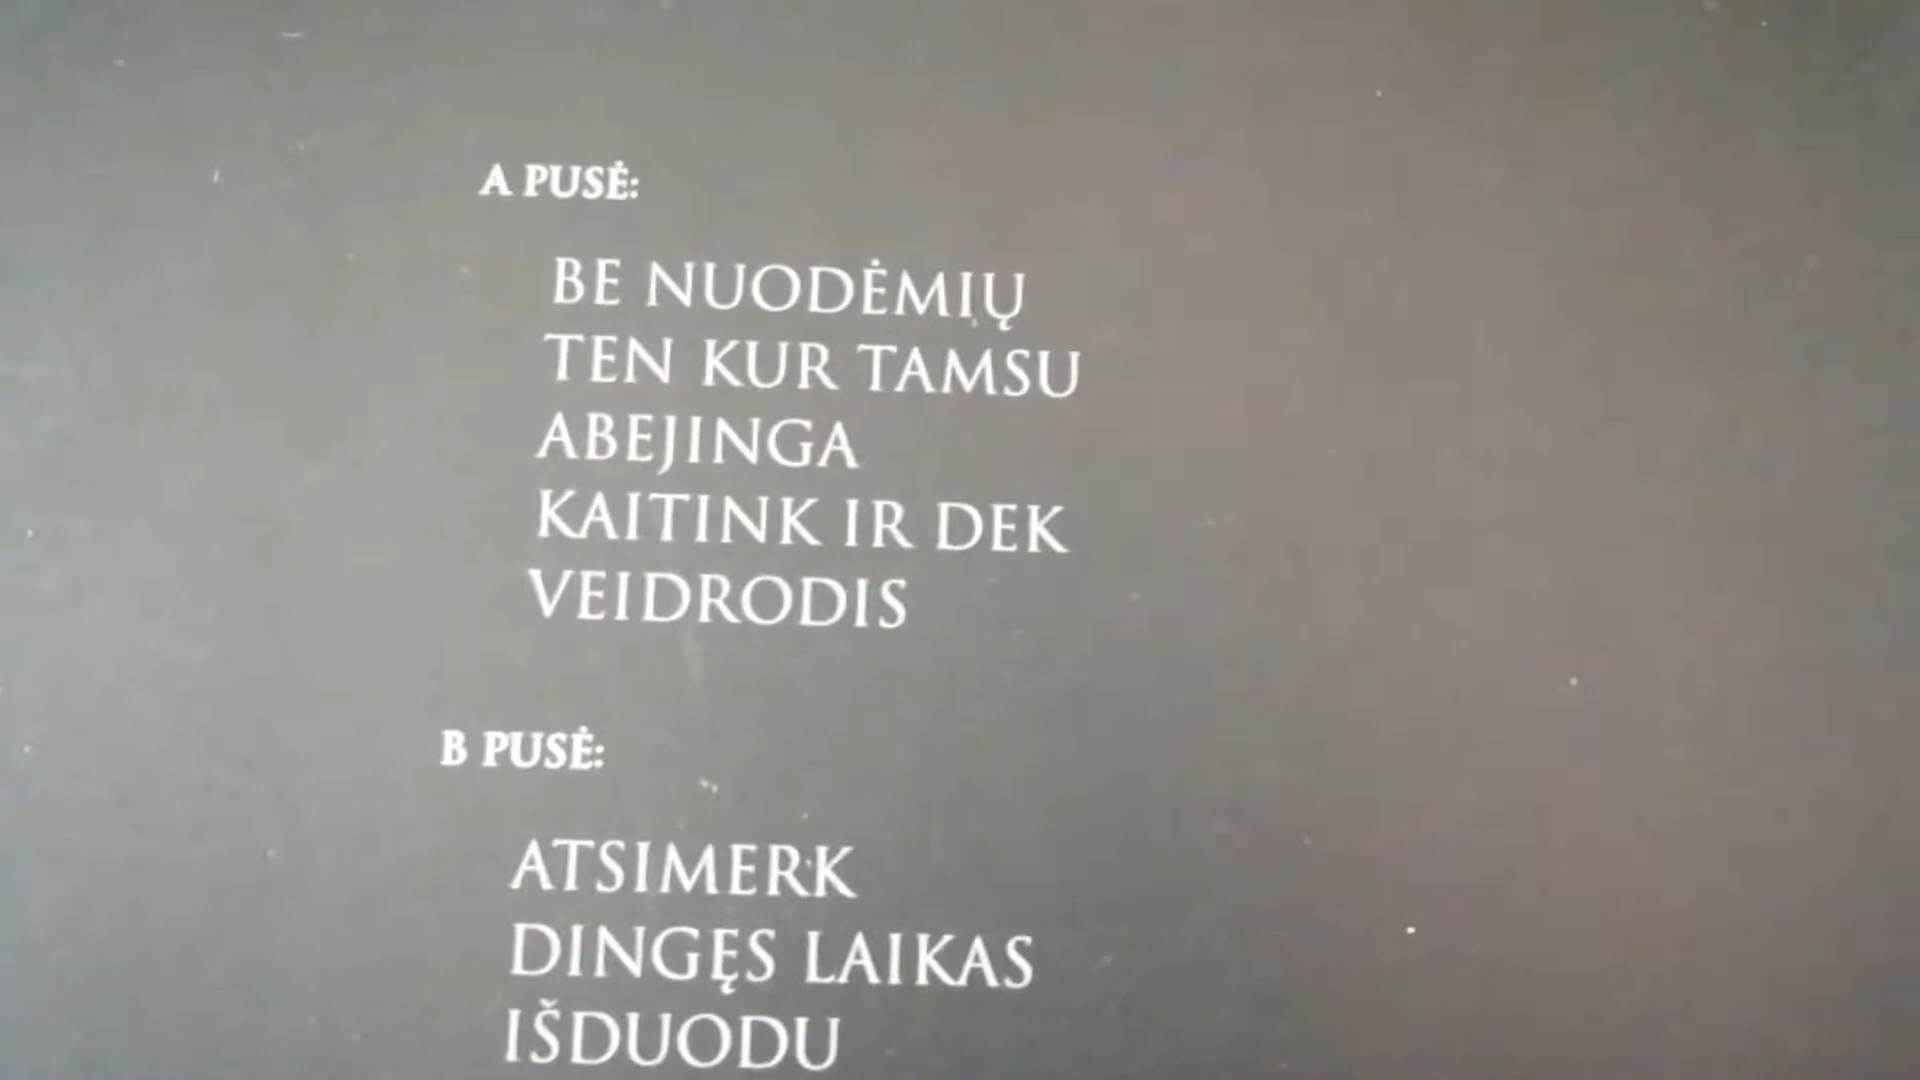 A PUSĖ:
BE NUODĖMIŲ
TEN KUR TAMSU
ABEJINGA
KAITINK IR DEK
VEIDRODIS
B PUSĖ:
ATSIMERK
DINGĘS LAIKAS
IŠDUODU